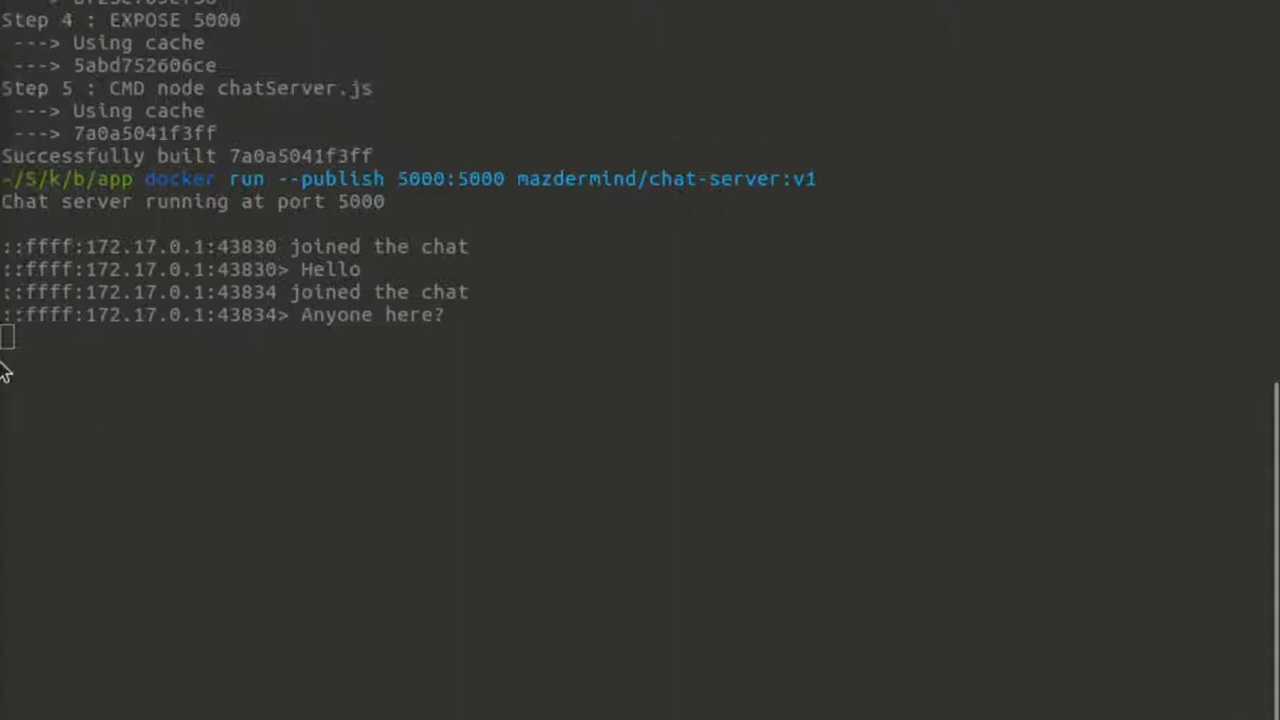 Step 4 : EXPOSE 5000
---> Using cache
---> 5abd752606ce
Step 5 : CMD node chatServer.js
---> Using cache
---> 7a0a5041f3ff
Successfully built 7a0a5041f3ff
~/S/k/b/app docker run --publish 5000:5000 mazdermind/chat-server:v1
Chat server running at port 5000
::ffff:172.17.0.1:43830 joined the chat
::ffff:172.17.0.1:43830> Hello
::ffff:172.17.0.1:43834 joined the chat
::ffff:172.17.0.1:43834> Anyone here?